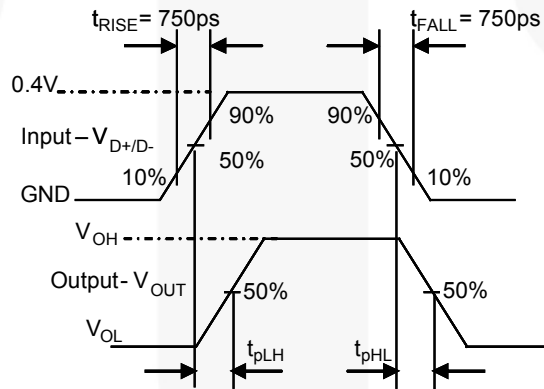 tRISE = 750ps
tFALL = 750ps
0.4V
90%
90%
Input – VD+/D-
50%
50%
10%
10%
GND
VOH
Output - VOUT
50%
50%
VOL
tpLH
tpHL